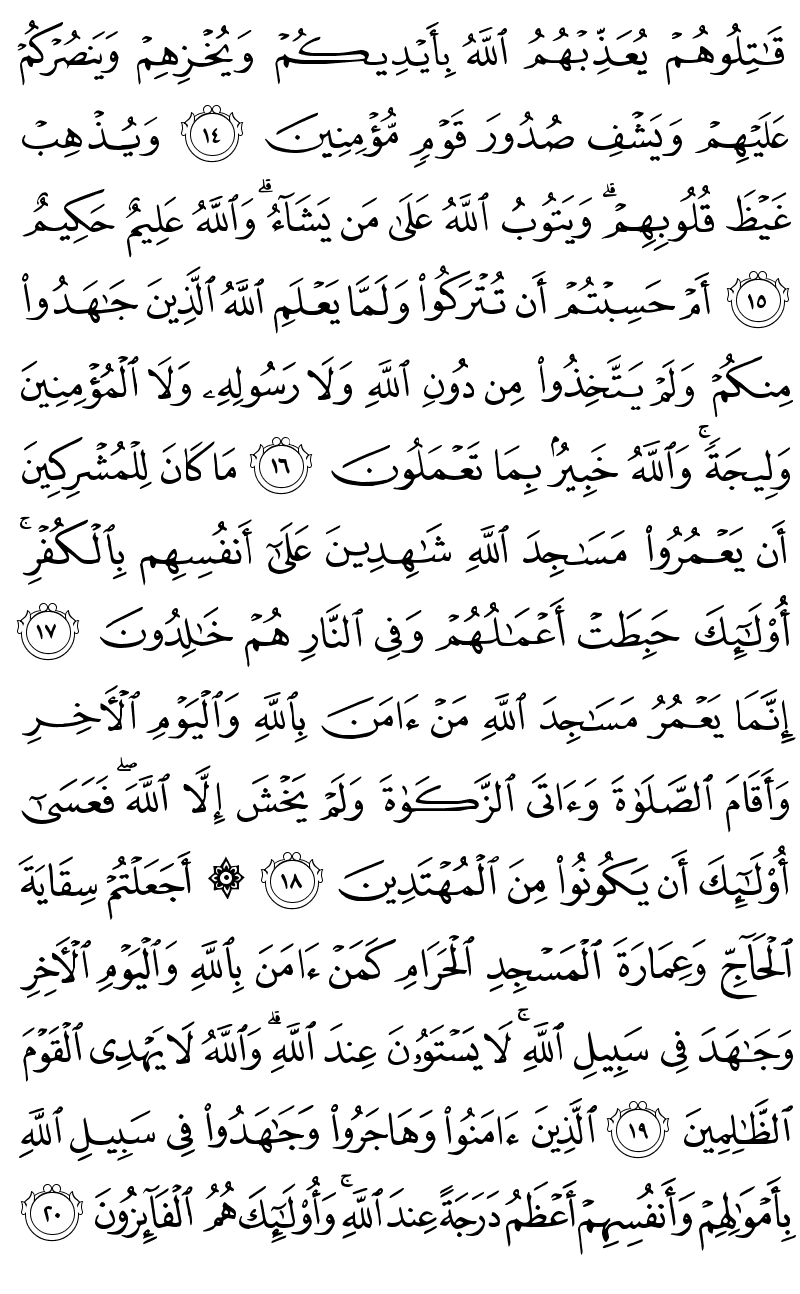 قَٰتِلُوهُمْ يُعَذِّبْهُمُ ٱللَّهُ بِأَيْدِيكُمْ وَيُخْزِهِمْ وَيَنصُرْكُمْ
عَلَيْهِمْ وَيَشْفِ صُدُورَ قَوْمٍ مُّؤْمِنِينَ ١٤ وَيُذْهِبْ
غَيْظَ قُلُوبِهِمْ ۗ وَيَتُوبُ ٱللَّهُ عَلَىٰ مَن يَشَآءُ ۗ وَٱللَّهُ عَلِيمٌ حَكِيمٌ
١٥ أَمْ حَسِبْتُمْ أَن تُتْرَكُوا۟ وَلَمَّا يَعْلَمِ ٱللَّهُ ٱلَّذِينَ جَٰهَدُوا۟
مِنكُمْ وَلَمْ يَتَّخِذُوا۟ مِن دُونِ ٱللَّهِ وَلَا رَسُولِهِۦ وَلَا ٱلْمُؤْمِنِينَ
وَلِيجَةً ۚ وَٱللَّهُ خَبِيرٌۢ بِمَا تَعْمَلُونَ ١٦ مَا كَانَ لِلْمُشْرِكِينَ
أَن يَعْمُرُوا۟ مَسَٰجِدَ ٱللَّهِ شَٰهِدِينَ عَلَىٰٓ أَنفُسِهِم بِٱلْكُفْرِ ۚ
أُو۟لَٰٓئِكَ حَبِطَتْ أَعْمَٰلُهُمْ وَفِى ٱلنَّارِ هُمْ خَٰلِدُونَ ١٧
إِنَّمَا يَعْمُرُ مَسَٰجِدَ ٱللَّهِ مَنْ ءَامَنَ بِٱللَّهِ وَٱلْيَوْمِ ٱلْءَاخِرِ
وَأَقَامَ ٱلصَّلَوٰةَ وَءَاتَى ٱلزَّكَوٰةَ وَلَمْ يَخْشَ إِلَّا ٱللَّهَ ۖ فَعَسَىٰٓ
أُو۟لَٰٓئِكَ أَن يَكُونُوا۟ مِنَ ٱلْمُهْتَدِينَ ١٨ ۞ أَجَعَلْتُمْ سِقَايَةَ
ٱلْحَآجِّ وَعِمَارَةَ ٱلْمَسْجِدِ ٱلْحَرَامِ كَمَنْ ءَامَنَ بِٱللَّهِ وَٱلْيَوْمِ ٱلْءَاخِرِ
وَجَٰهَدَ فِى سَبِيلِ ٱللَّهِ ۚ لَا يَسْتَوُۥنَ عِندَ ٱللَّهِ ۗ وَٱللَّهُ لَا يَهْدِى ٱلْقَوْمَ
ٱلظَّٰلِمِينَ ١٩ ٱلَّذِينَ ءَامَنُوا۟ وَهَاجَرُوا۟ وَجَٰهَدُوا۟ فِى سَبِيلِ ٱللَّهِ
بِأَمْوَٰلِهِمْ وَأَنفُسِهِمْ أَعْظَمُ دَرَجَةً عِندَ ٱللَّهِ ۚ وَأُو۟لَٰٓئِكَ هُمُ ٱلْفَآئِزُونَ ٢٠